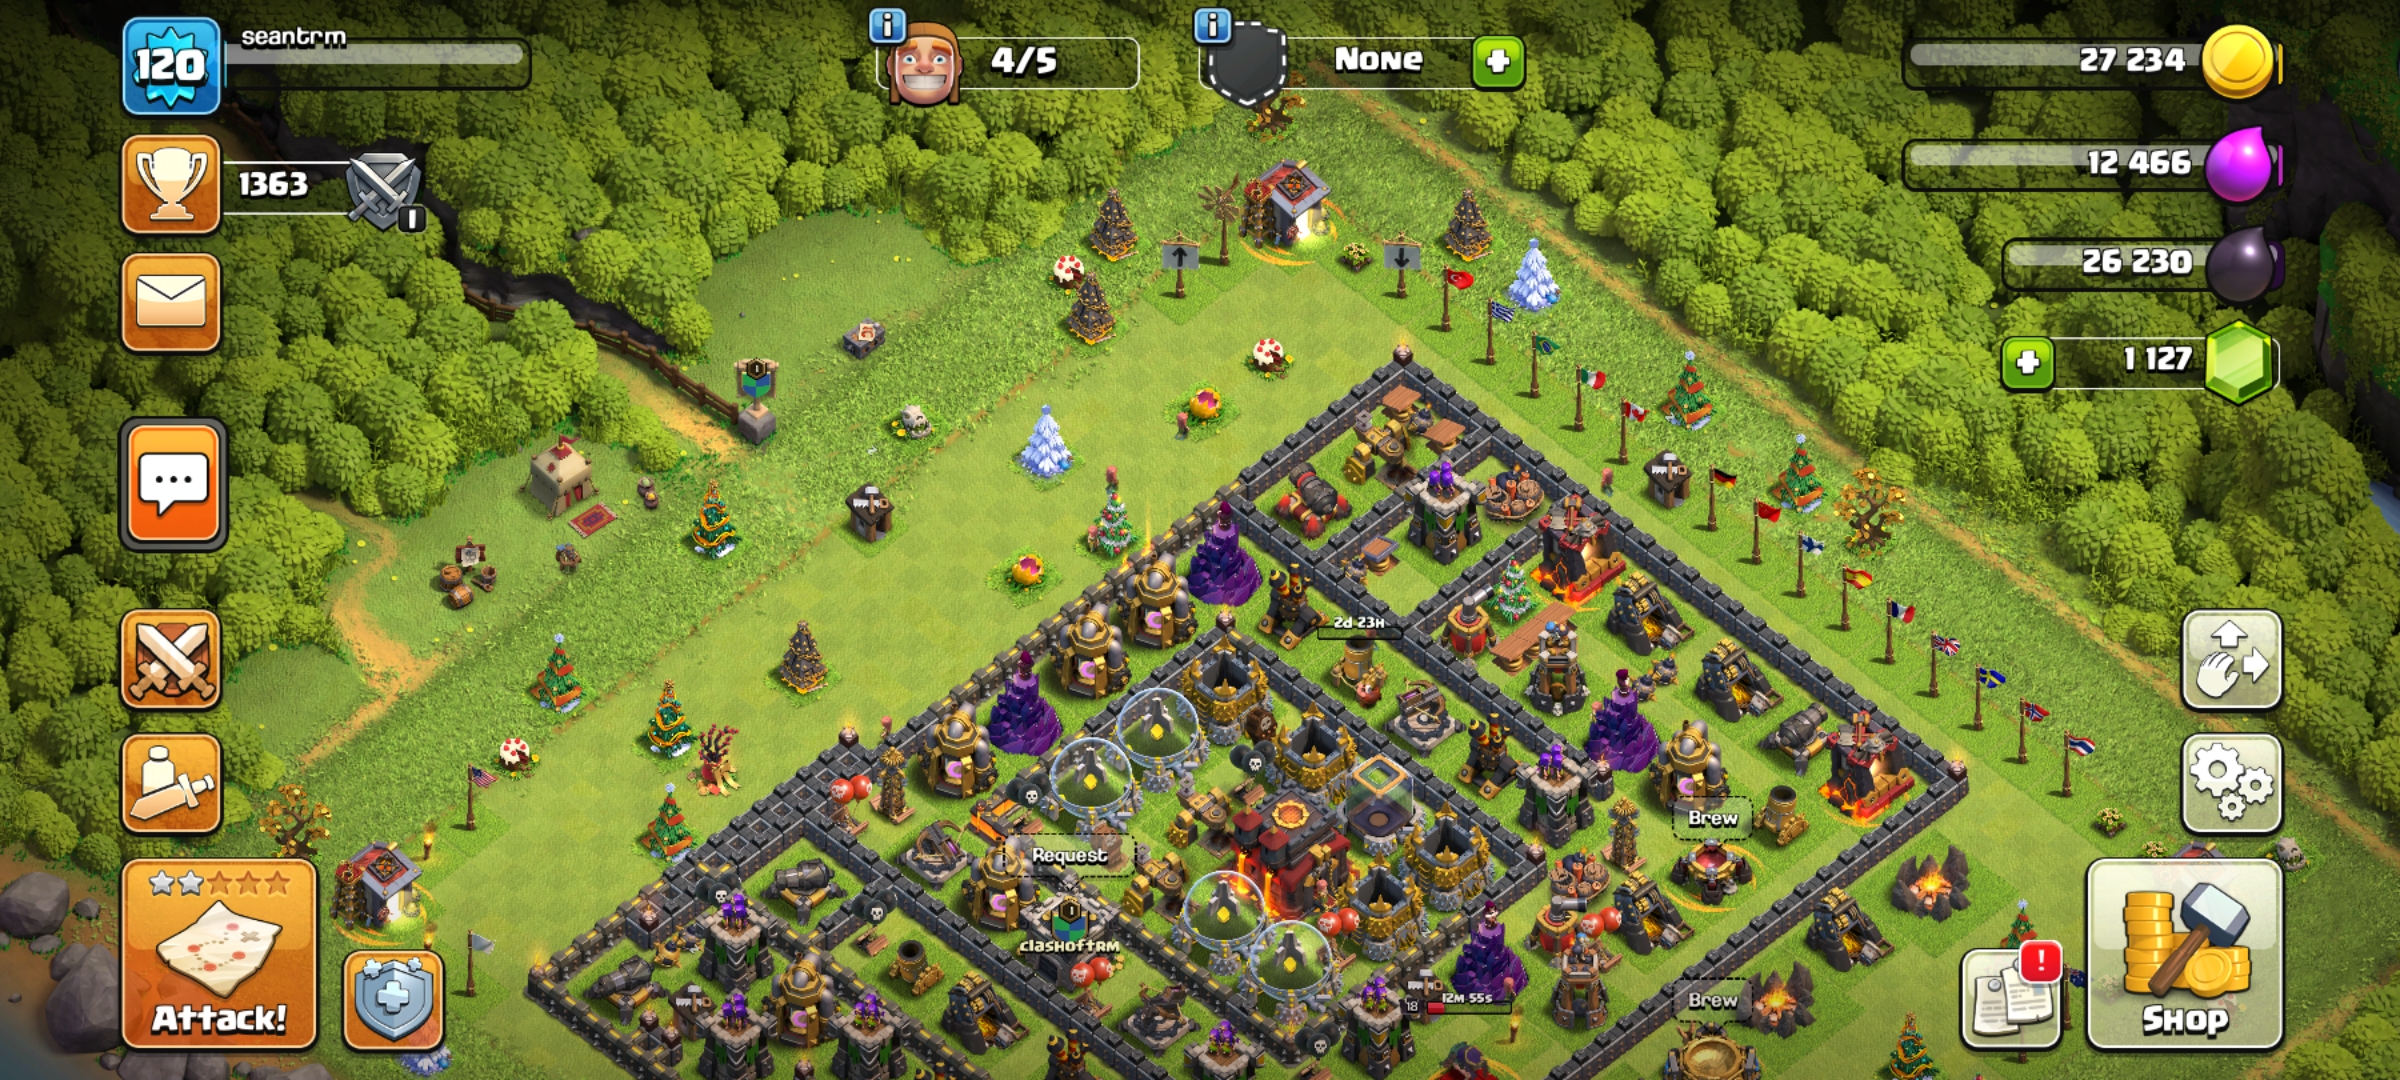 120
seantrm
4/5
None
27 234
1363
I
12 466
26 230
1 127
2d 23H
Brew
Request
clashoftrm
18
12M 55s
Brew
Attack!
!
Shop